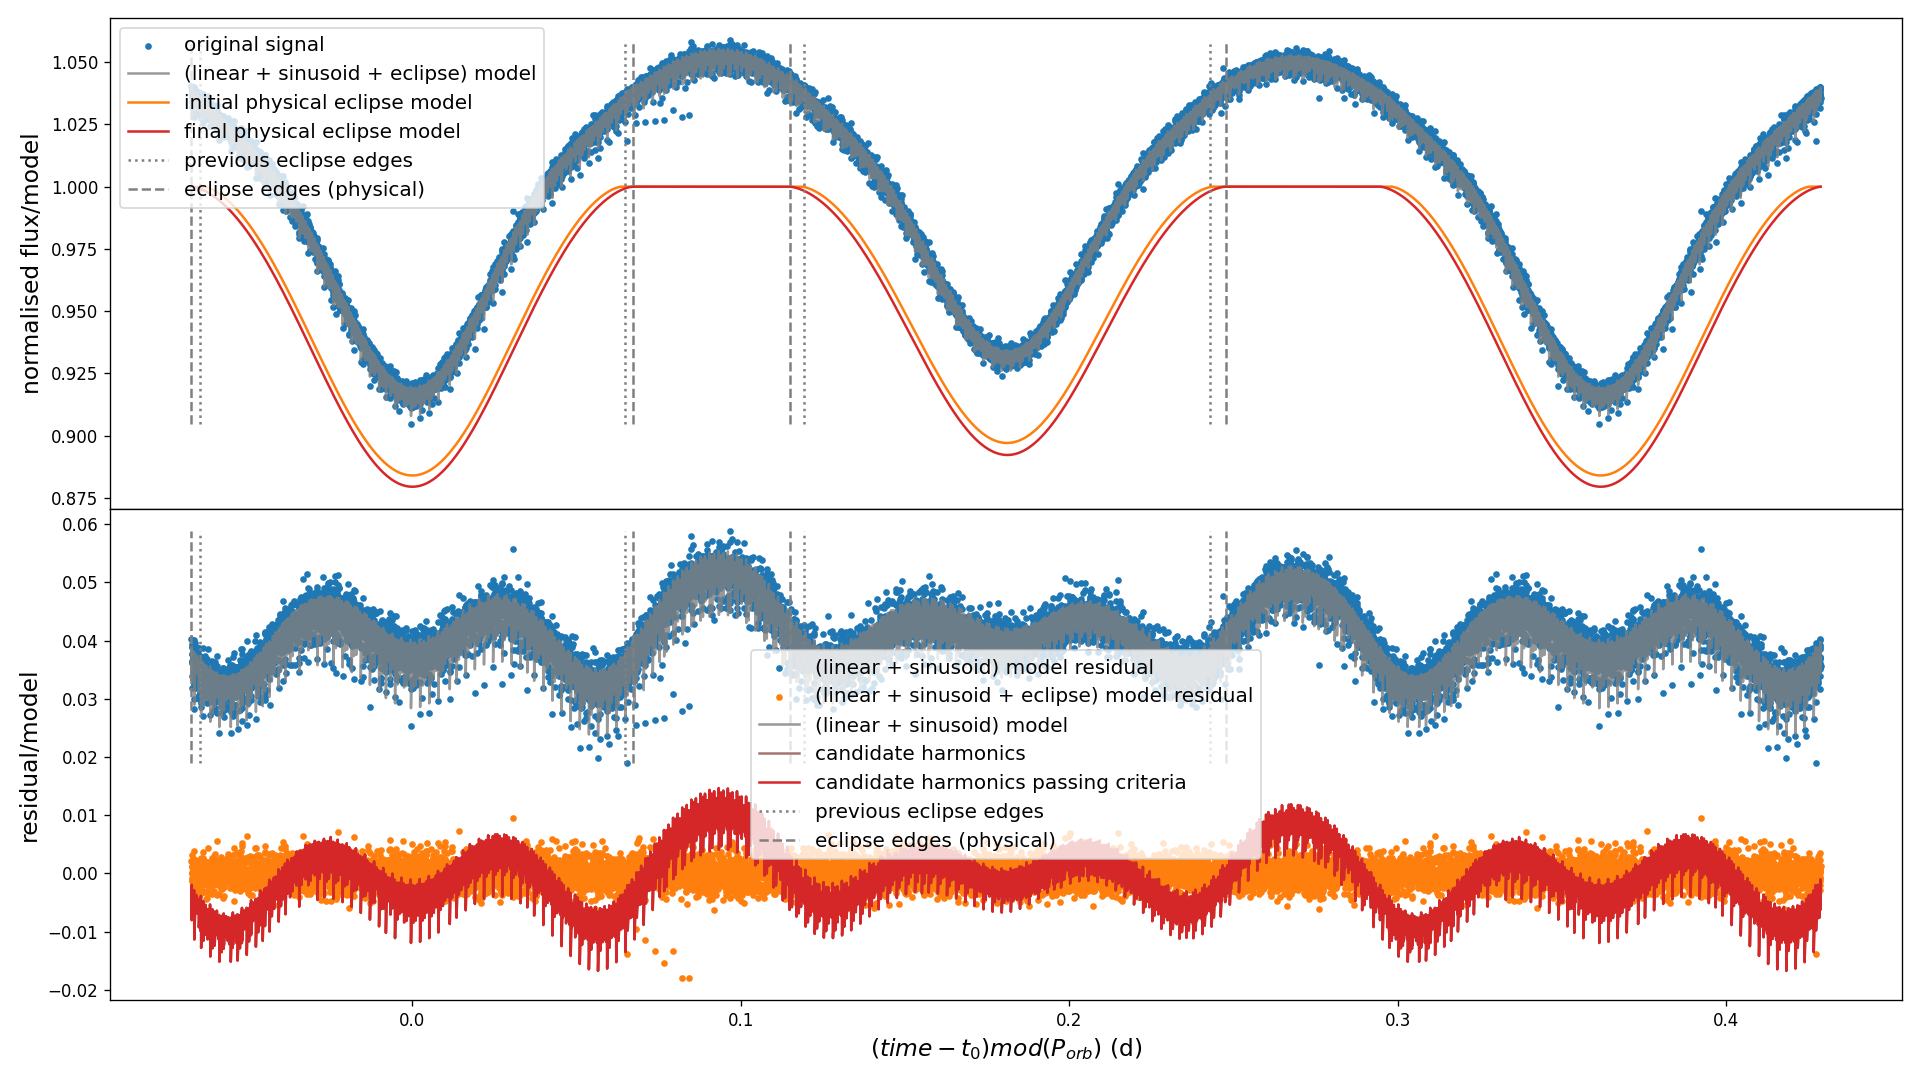 original signal
(linear + sinusoid + eclipse) model
initial physical eclipse model
final physical eclipse model
previous eclipse edges
eclipse edges (physical)
normalised flux/model
1.050
1.025
1.000
0.975
0.950
0.925
0.900
0.875
0.06
0.05
0.04
0.03
0.02
0.01
0.00
−0.01
−0.02
residual/model
(linear + sinusoid) model residual
(linear + sinusoid + eclipse) model residual
(linear + sinusoid) model
candidate harmonics
candidate harmonics passing criteria
previous eclipse edges
eclipse edges (physical)
0.0 0.1 0.2 0.3 0.4
(time − t₀)mod(P_orb) (d)